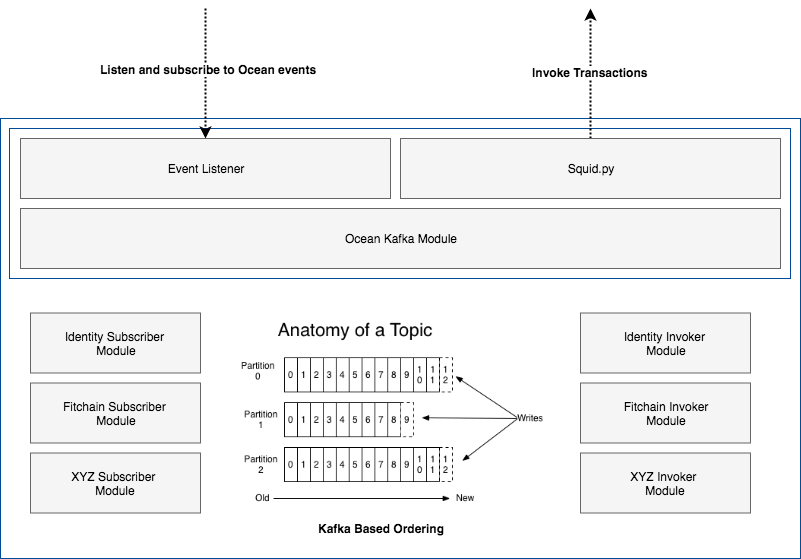 Listen and subscribe to Ocean events
Invoke Transactions
Event Listener
Squid.py
Ocean Kafka Module
Identity Subscriber
Module
Fitchain Subscriber
Module
XYZ Subscriber
Module
Anatomy of a Topic
Partition
0
0 1 2 3 4 5 6 7 8 9 10 11 12
Partition
1
0 1 2 3 4 5 6 7 8 9
Partition
2
0 1 2 3 4 5 6 7 8 9 10 11 12
Writes
Old
New
Kafka Based Ordering
Identity Invoker
Module
Fitchain Invoker
Module
XYZ Invoker
Module